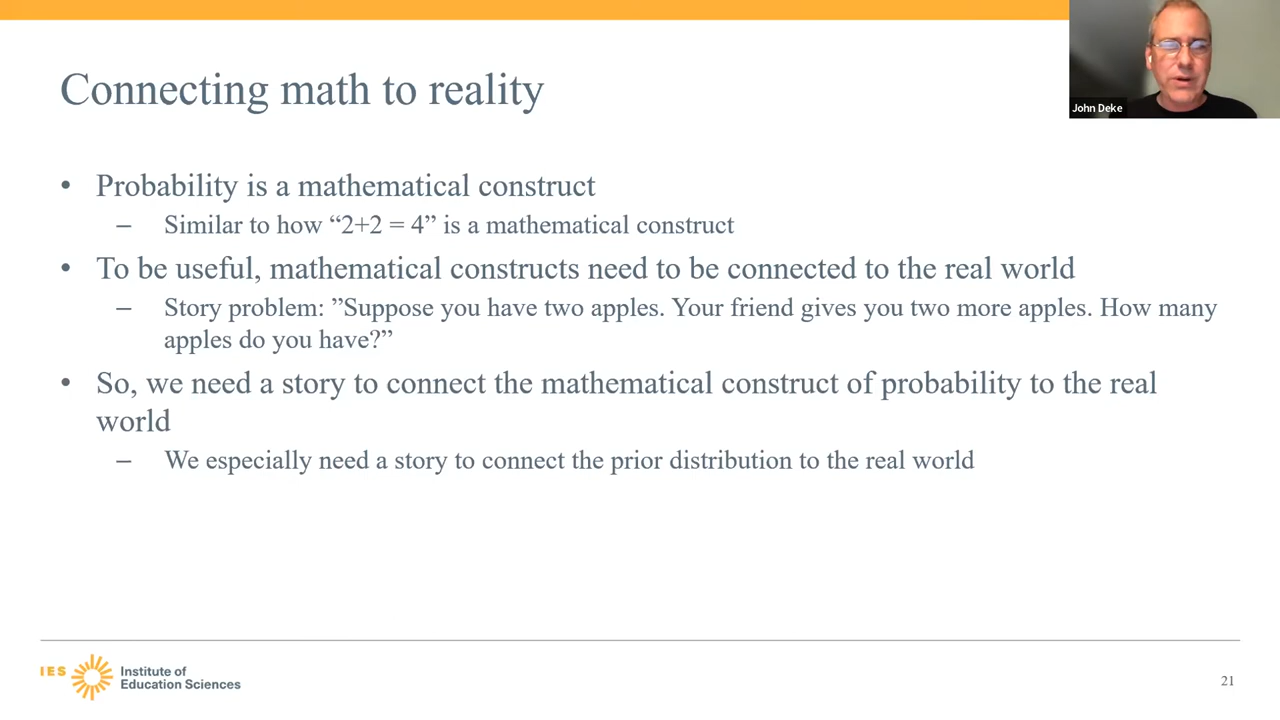 Connecting math to reality
John Deke
• Probability is a mathematical construct
– Similar to how “2+2 = 4” is a mathematical construct
• To be useful, mathematical constructs need to be connected to the real world
– Story problem: ”Suppose you have two apples. Your friend gives you two more apples. How many
apples do you have?”
• So, we need a story to connect the mathematical construct of probability to the real
world
– We especially need a story to connect the prior distribution to the real world
IES
Institute of
Education Sciences
21